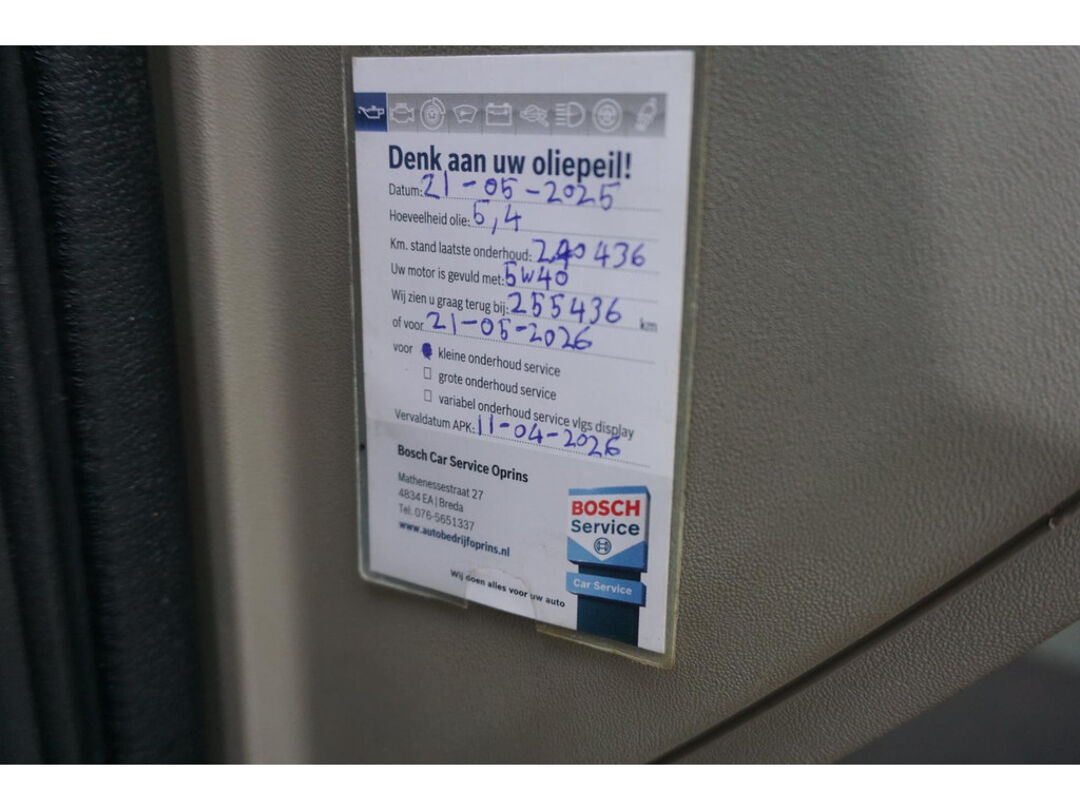 Denk aan uw oliepeil!
Datum: 21-05-2025
Hoeveelheid olie: 5,4
Km. stand laatste onderhoud: 240436
Uw motor is gevuld met: 5W40
Wij zien u graag terug bij: 255436 km
of voor 21-05-2026
voor kleine onderhoud service
grote onderhoud service
variabel onderhoud service vlgs display
Vervaldatum APK: 11-04-2026
Bosch Car Service Oprins
Mathenessestraat 27
4834 EA | Breda
Tel. 076-5651337
www.autobedrijfoprins.nl
Wij doen alles voor uw auto
BOSCH
Service
Car Service